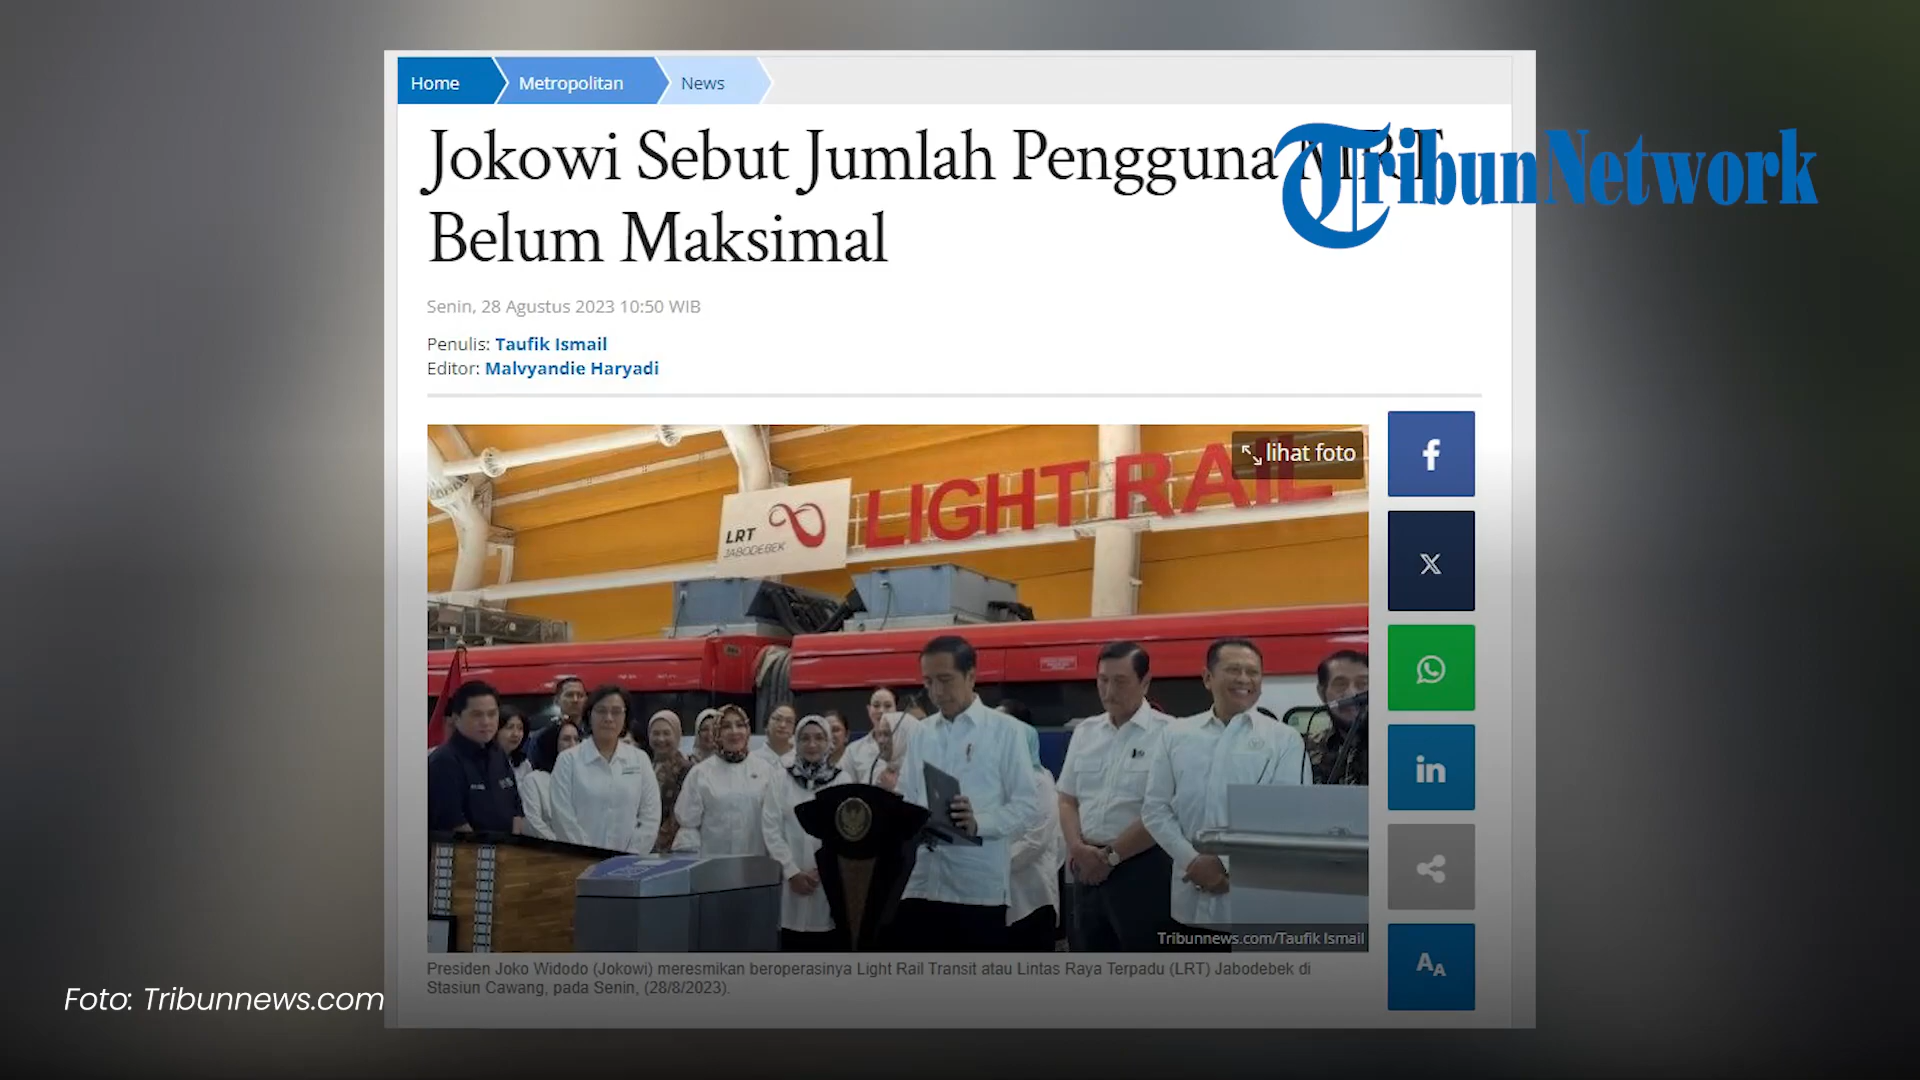 Home
Metropolitan
News
Jokowi Sebut Jumlah Pengguna MRT
Belum Maksimal
TribunNetwork
Senin, 28 Agustus 2023 10:50 WIB
Penulis: Taufik Ismail
Editor: Malvyandie Haryadi
lihat foto
LIGHT RAIL
LRT
JABODEBEK
Tribunnews.com/Taufik Ismail
Presiden Joko Widodo (Jokowi) meresmikan beroperasinya Light Rail Transit atau Lintas Raya Terpadu (LRT) Jabodebek di
Stasiun Cawang, pada Senin, (28/8/2023).
Foto: Tribunnews.com